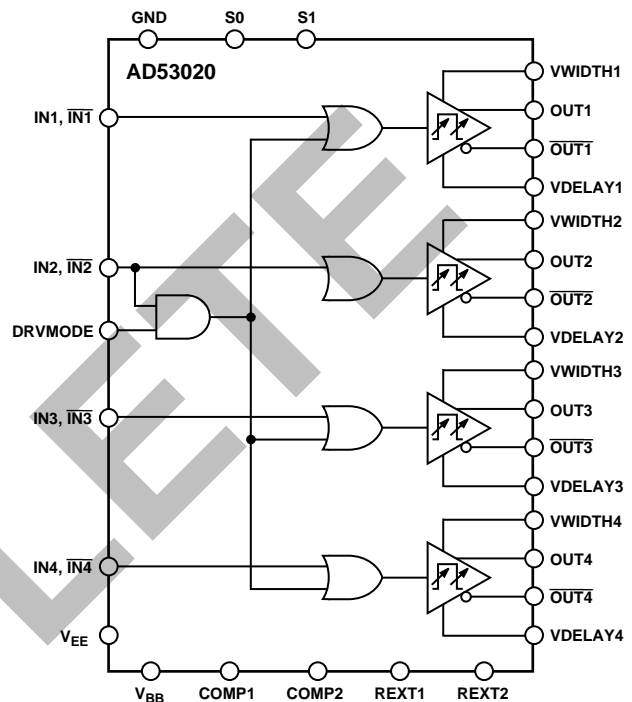 GND
S0
S1
AD53020
VWIDTH1
IN1, IN1
OUT1
OUT1
VDELAY1
VWIDTH2
IN2, IN2
OUT2
OUT2
DRVMODE
VDELAY2
VWIDTH3
IN3, IN3
OUT3
OUT3
VDELAY3
VWIDTH4
IN4, IN4
OUT4
OUT4
VEE
VDELAY4
VBB
COMP1
COMP2
REXT1
REXT2
LETE